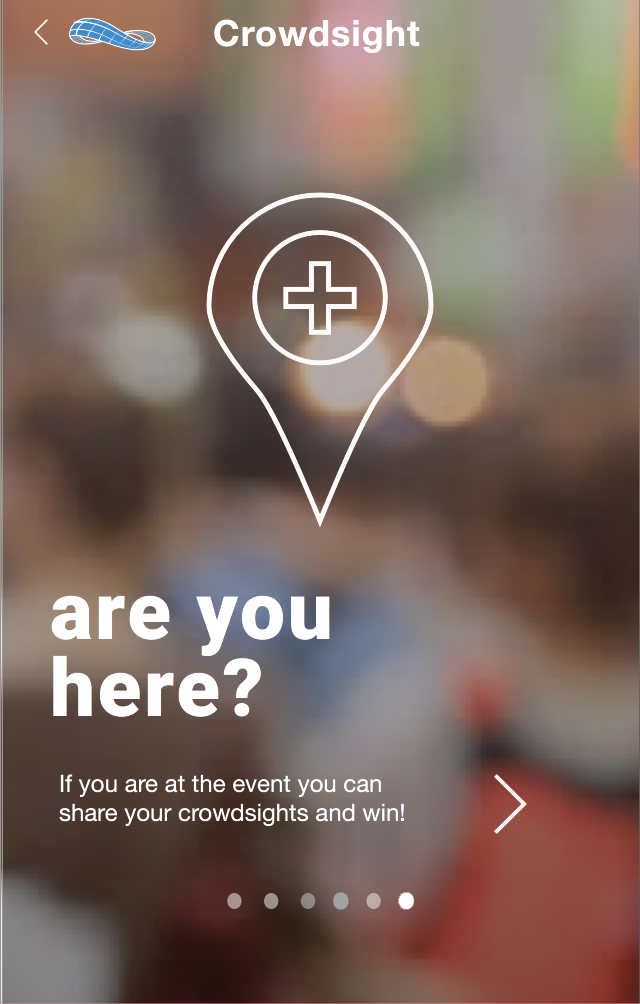 Crowdsight
are you
here?
If you are at the event you can
share your crowdsights and win!